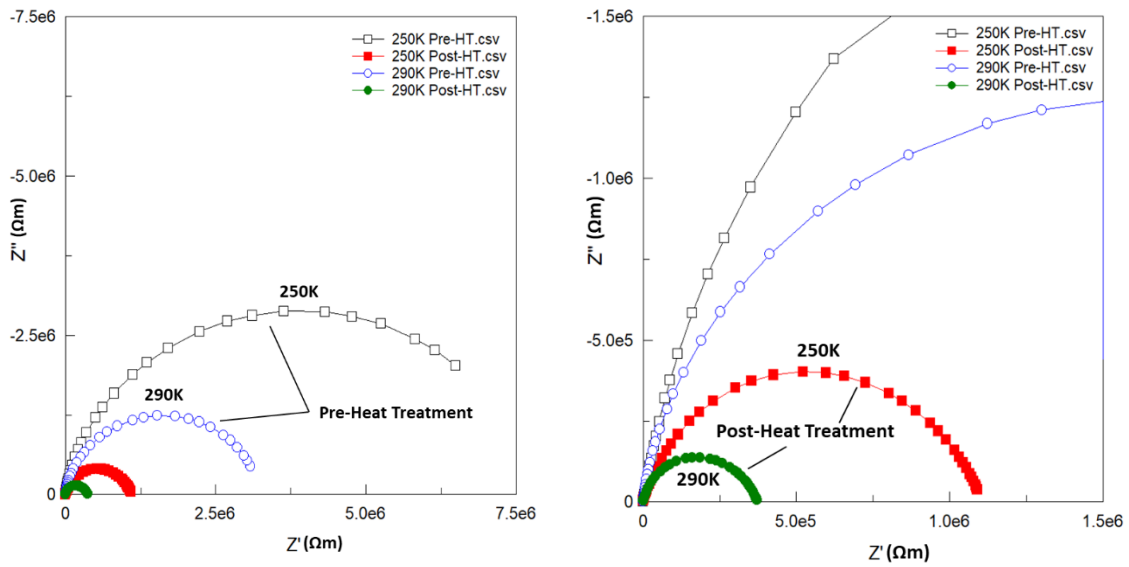 -7.5e6
250K Pre-HT.csv
250K Post-HT.csv
290K Pre-HT.csv
290K Post-HT.csv
-5.0e6
Z'' (Ωm)
250K
-2.5e6
290K
Pre-Heat Treatment
0
0
2.5e6
5.0e6
7.5e6
Z' (Ωm)
-1.5e6
250K Pre-HT.csv
250K Post-HT.csv
290K Pre-HT.csv
290K Post-HT.csv
-1.0e6
Z'' (Ωm)
-5.0e5
250K
Post-Heat Treatment
290K
0
0
5.0e5
1.0e6
1.5e6
Z' (Ωm)